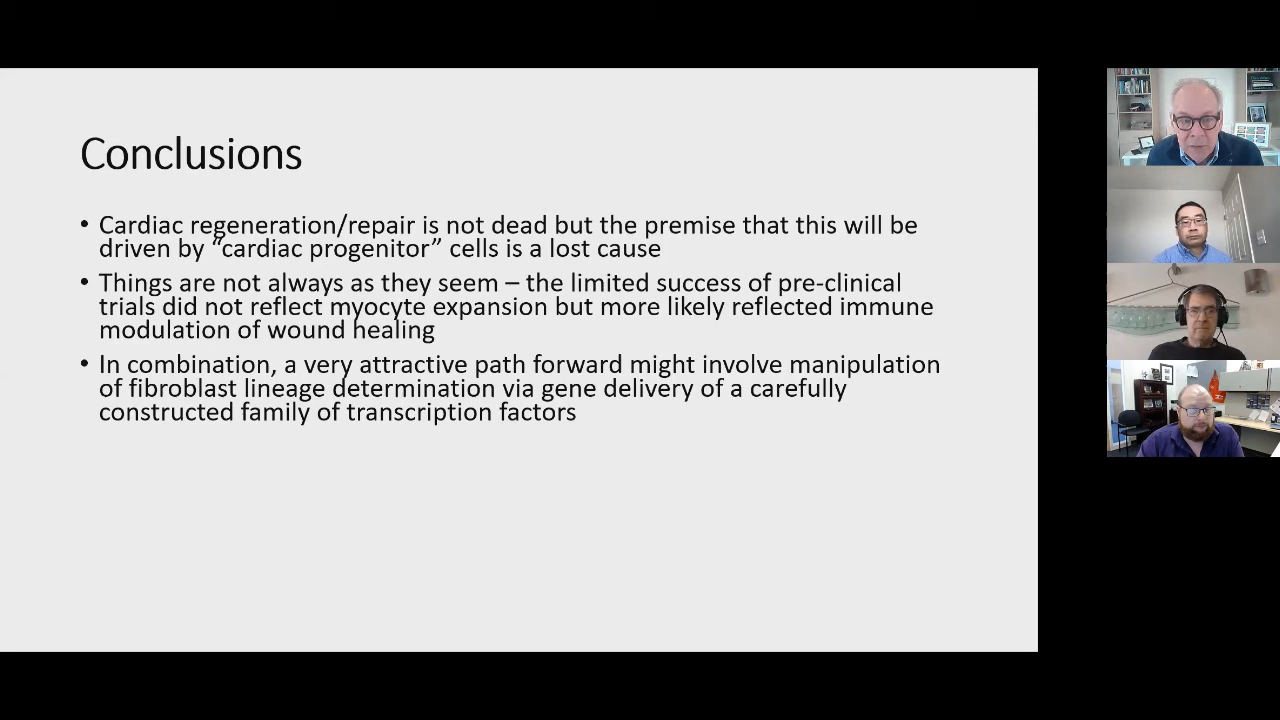 Conclusions
• Cardiac regeneration/repair is not dead but the premise that this will be
driven by “cardiac progenitor” cells is a lost cause
• Things are not always as they seem – the limited success of pre-clinical
trials did not reflect myocyte expansion but more likely reflected immune
modulation of wound healing
• In combination, a very attractive path forward might involve manipulation
of fibroblast lineage determination via gene delivery of a carefully
constructed family of transcription factors